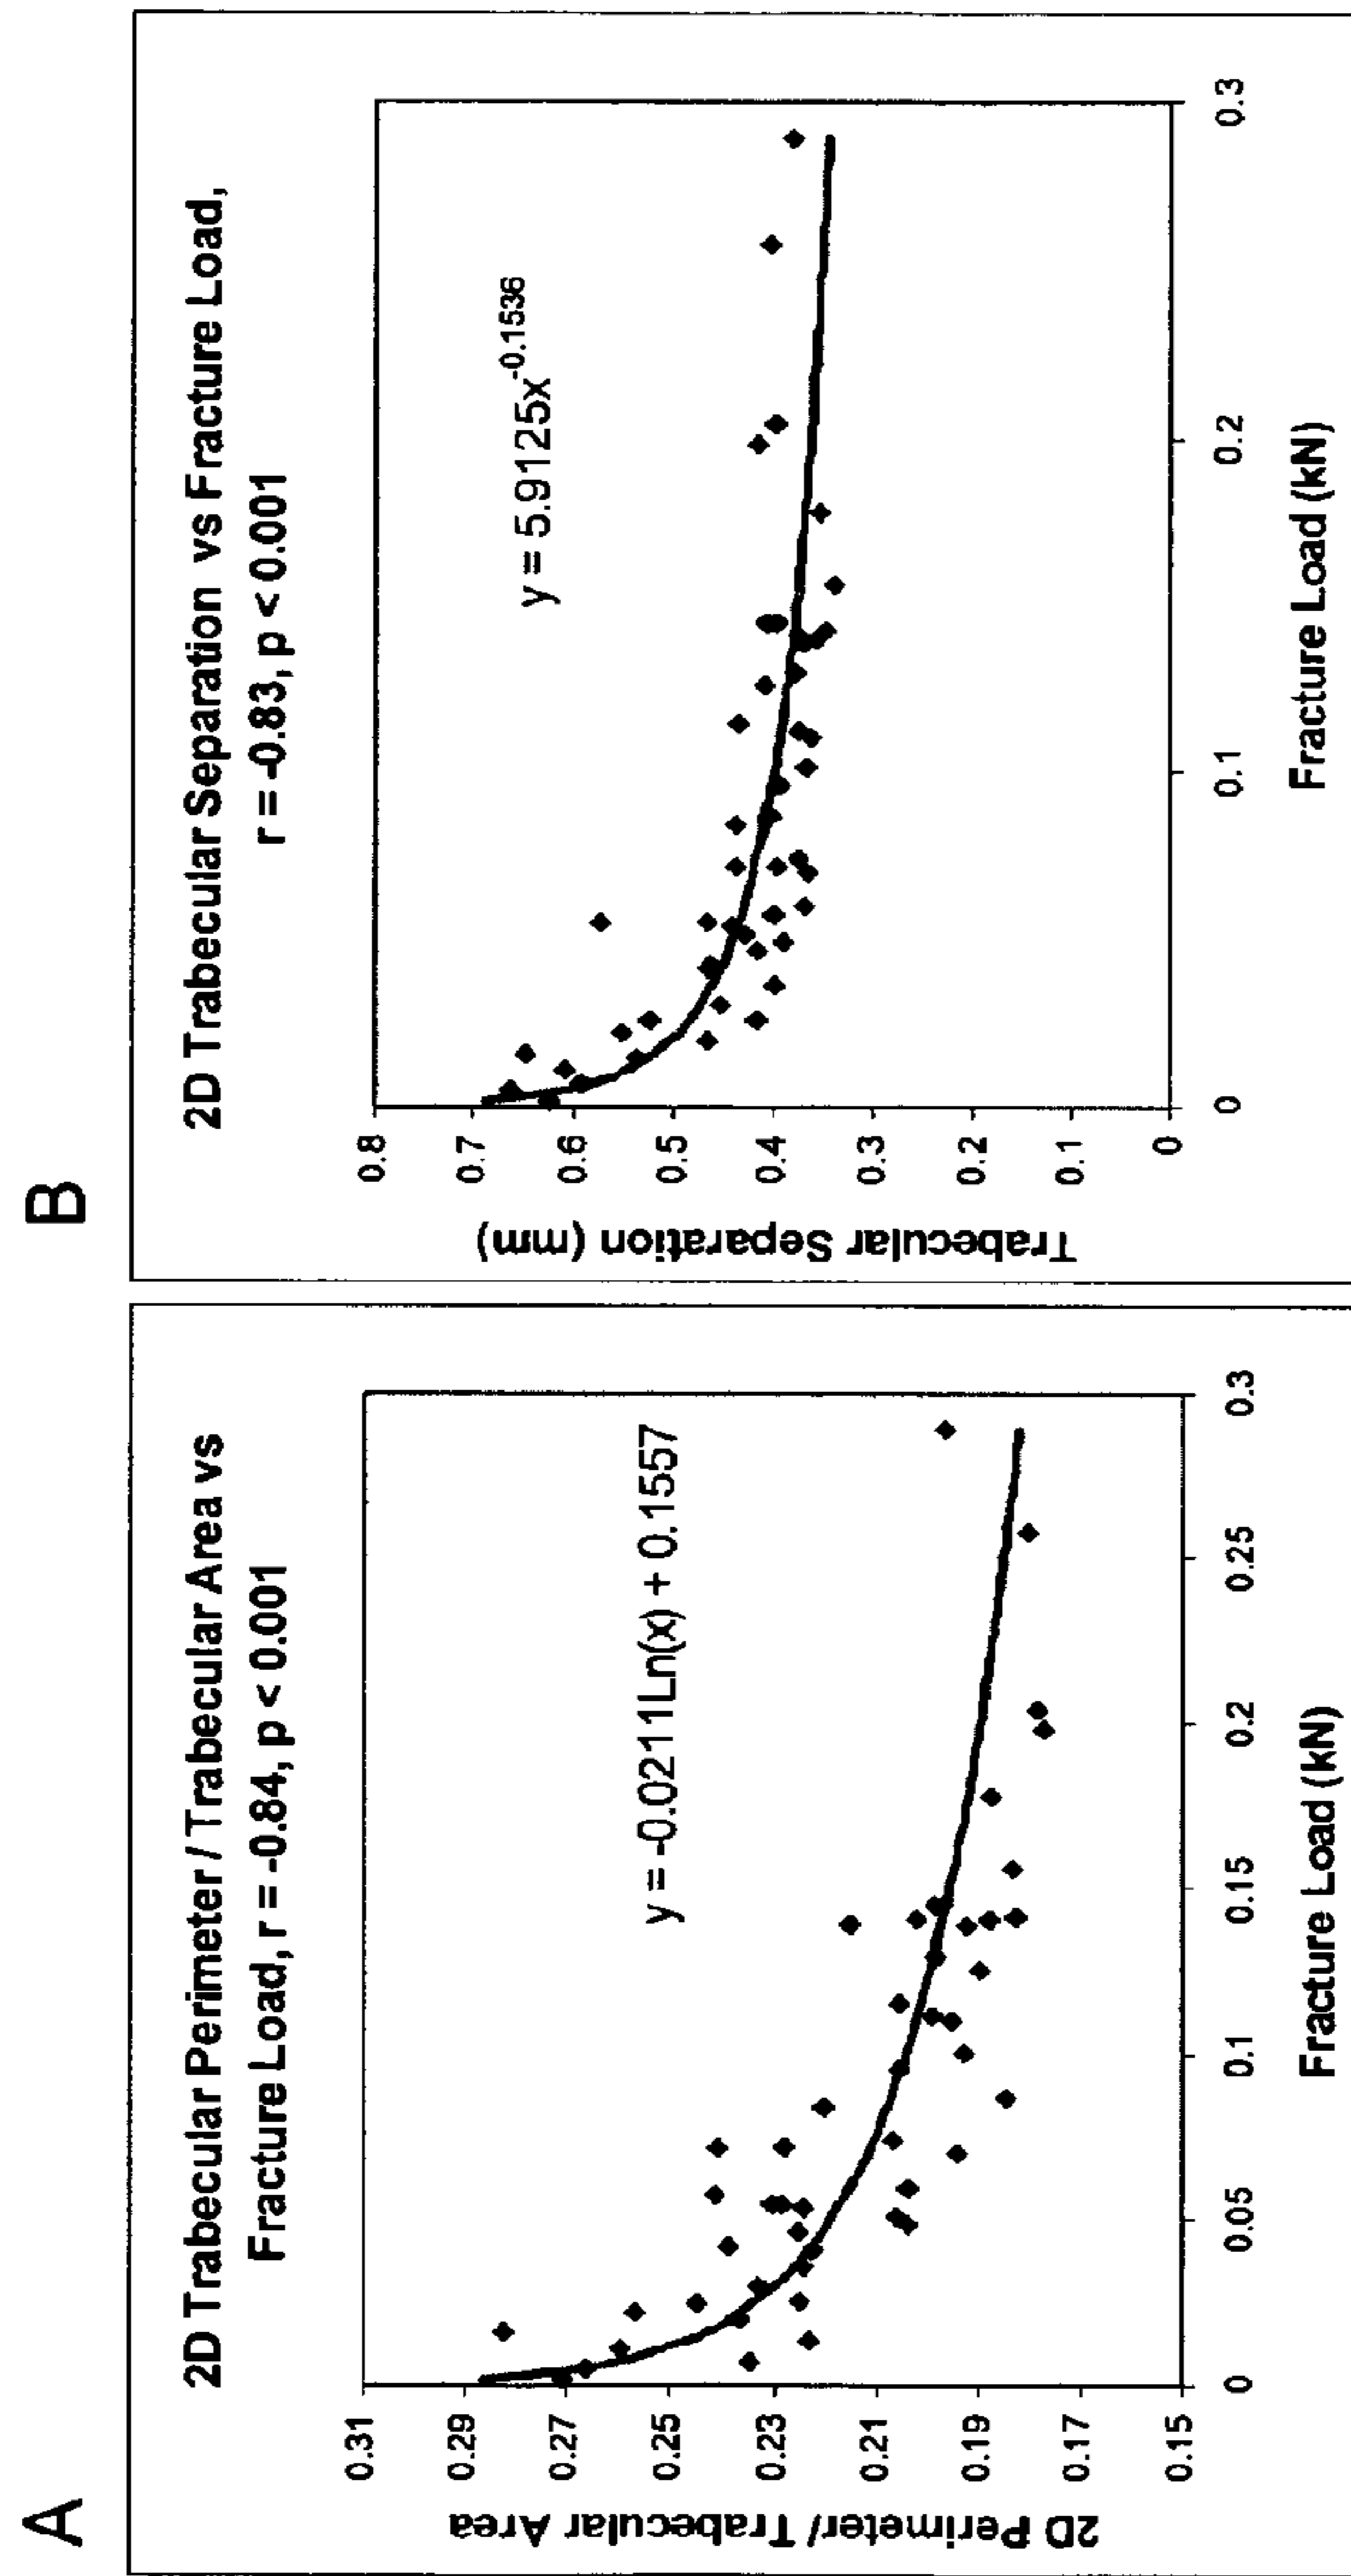 A
2D Trabecular Perimeter / Trabecular Area vs
Fracture Load, r = -0.84, p < 0.001
y = -0.0211Ln(x) + 0.1557
2D Perimeter/ Trabecular Area
0.31
0.29
0.27
0.25
0.23
0.21
0.19
0.17
0.15
0
0.05
0.1
0.15
0.2
0.25
0.3
Fracture Load (kN)
B
2D Trabecular Separation vs Fracture Load,
r = -0.83, p < 0.001
y = 5.9125x^-0.1536
Trabecular Separation (mm)
0.8
0.7
0.6
0.5
0.4
0.3
0.2
0.1
0
0
0.1
0.2
0.3
Fracture Load (kN)